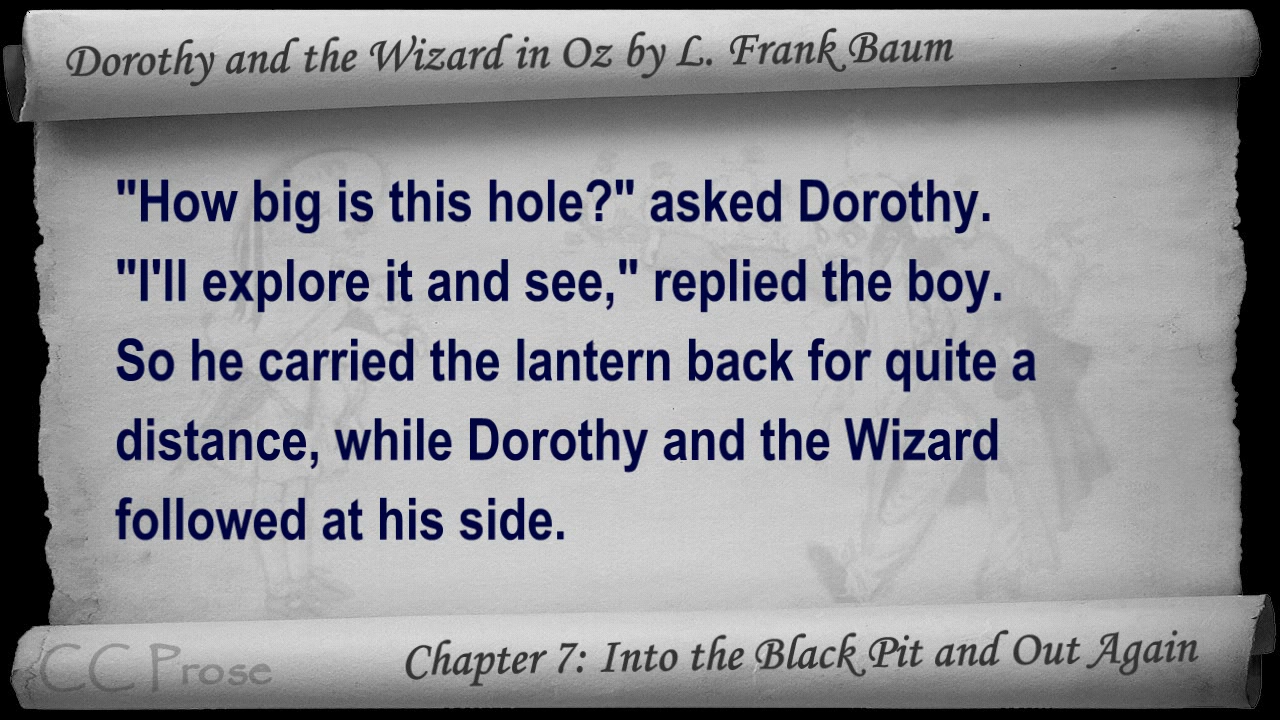 Dorothy and the Wizard in Oz by L. Frank Baum
"How big is this hole?" asked Dorothy.
"I'll explore it and see," replied the boy.
So he carried the lantern back for quite a
distance, while Dorothy and the Wizard
followed at his side.
CC Prose
Chapter 7: Into the Black Pit and Out Again